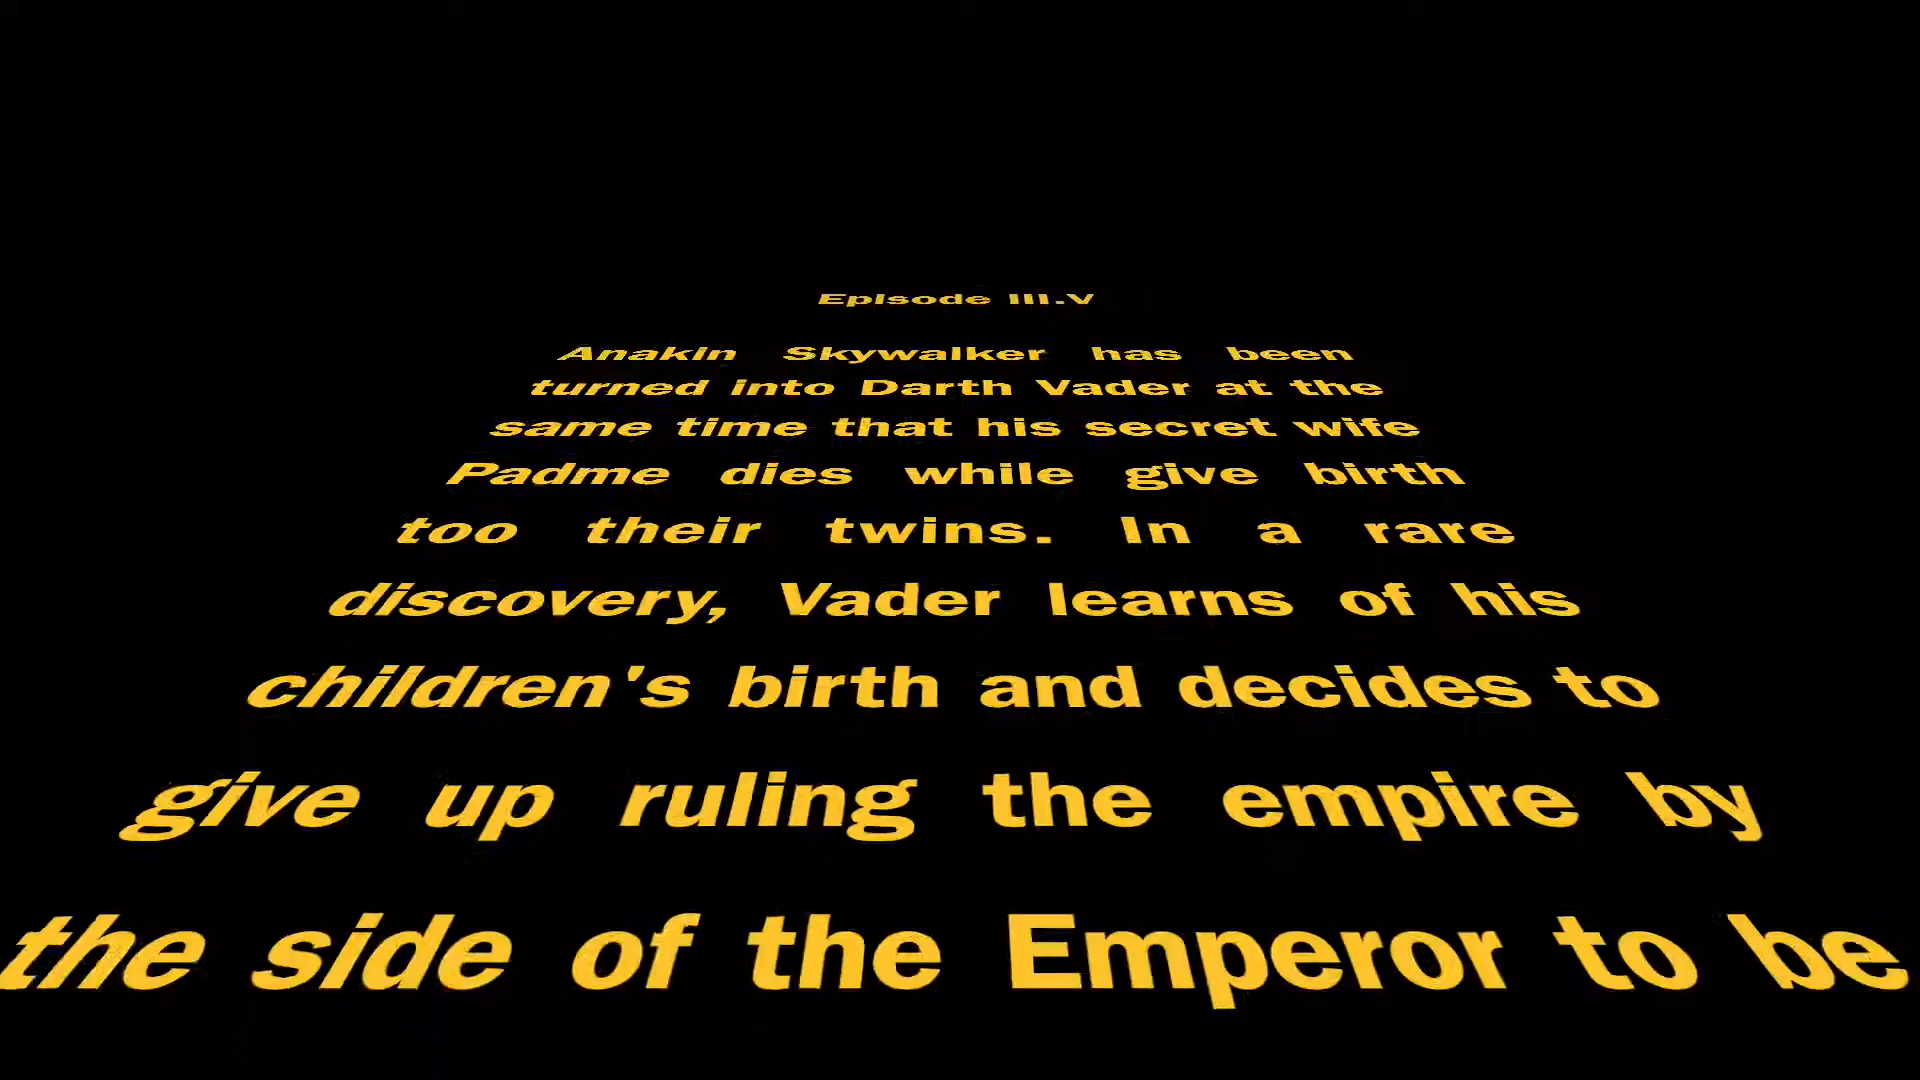 Episode III.V
Anakin Skywalker has been
turned into Darth Vader at the
same time that his secret wife
Padme dies while give birth
too their twins. In a rare
discovery, Vader learns of his
children's birth and decides to
give up ruling the empire by
the side of the Emperor to be